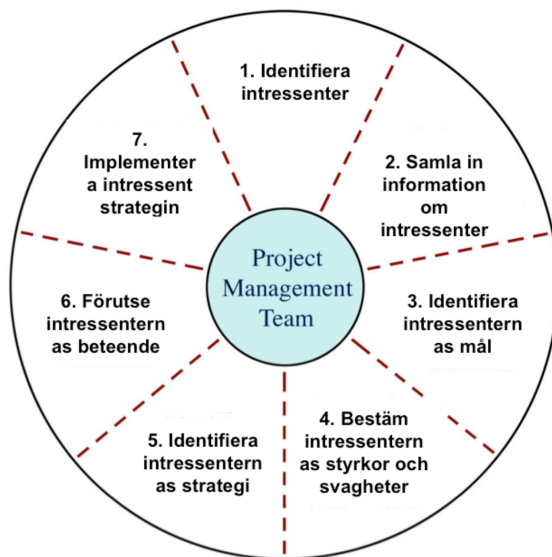 1. Identifiera
intressenter
2. Samla in
information
om
intressenter
3. Identifiera
intressentern
as mål
4. Bestäm
intressentern
as styrkor och
svagheter
5. Identifiera
intressentern
as strategi
6. Förutse
intressentern
as beteende
7.
Implementer
a intressent
strategin
Project
Management
Team